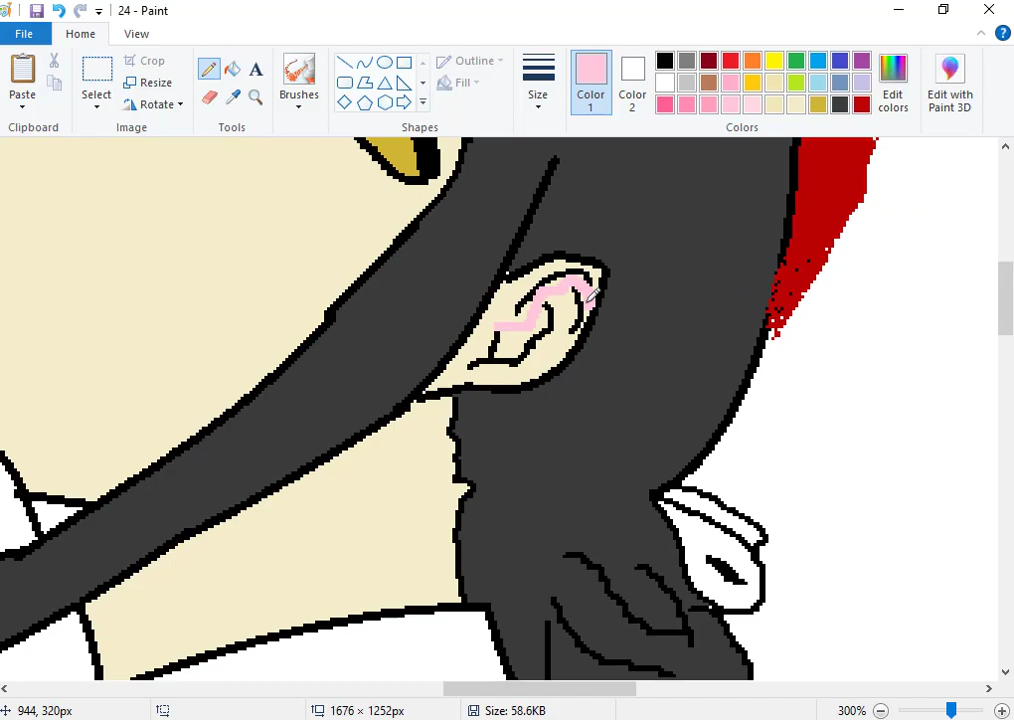 24 - Paint
File
Home
View
Paste
Clipboard
Select
Crop
Resize
Rotate
Image
A
Tools
Brushes
Outline
Fill
Shapes
Size
Color
1
Color
2
Edit
colors
Colors
Edit with
Paint 3D
944, 320px
1676 × 1252px
Size: 58.6KB
300%